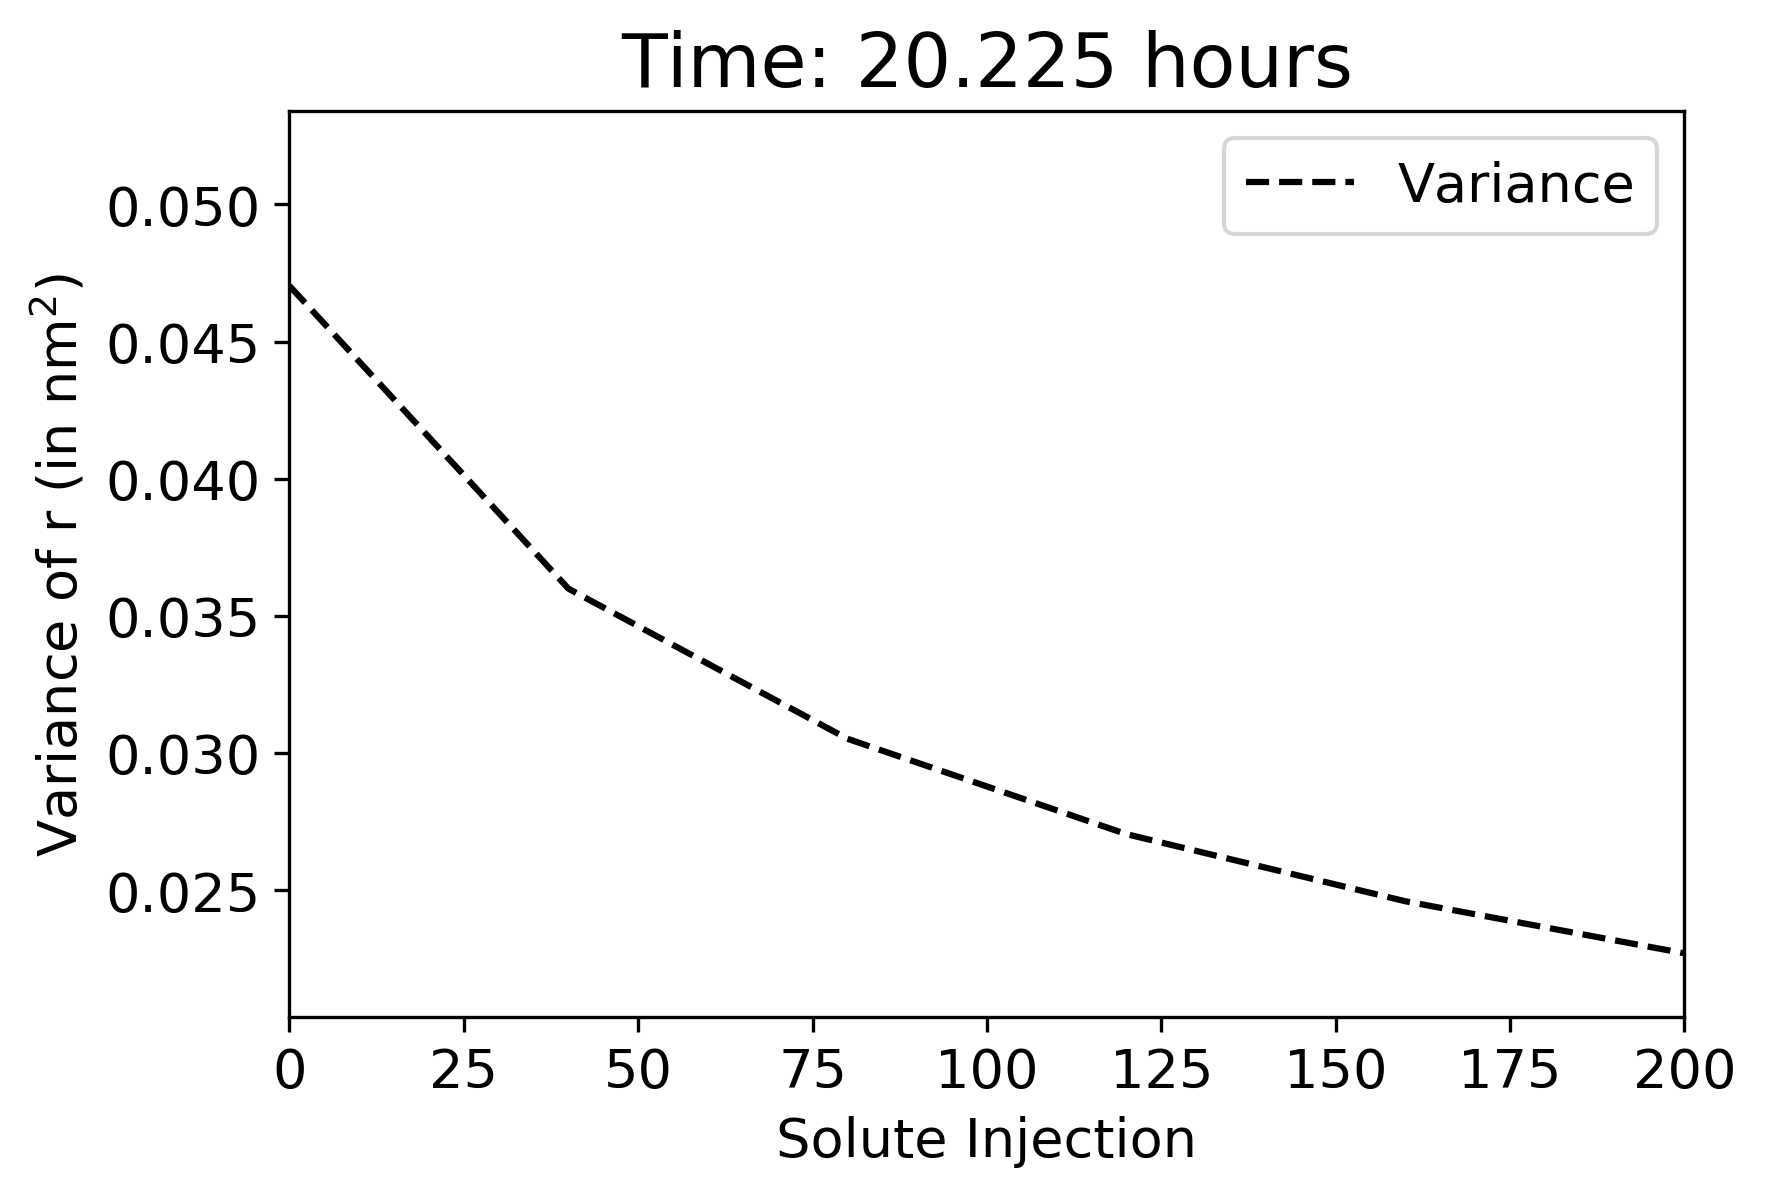 Time: 20.225 hours
Variance
Variance of r (in nm²)
0.050
0.045
0.040
0.035
0.030
0.025
0 25 50 75 100 125 150 175 200
Solute Injection